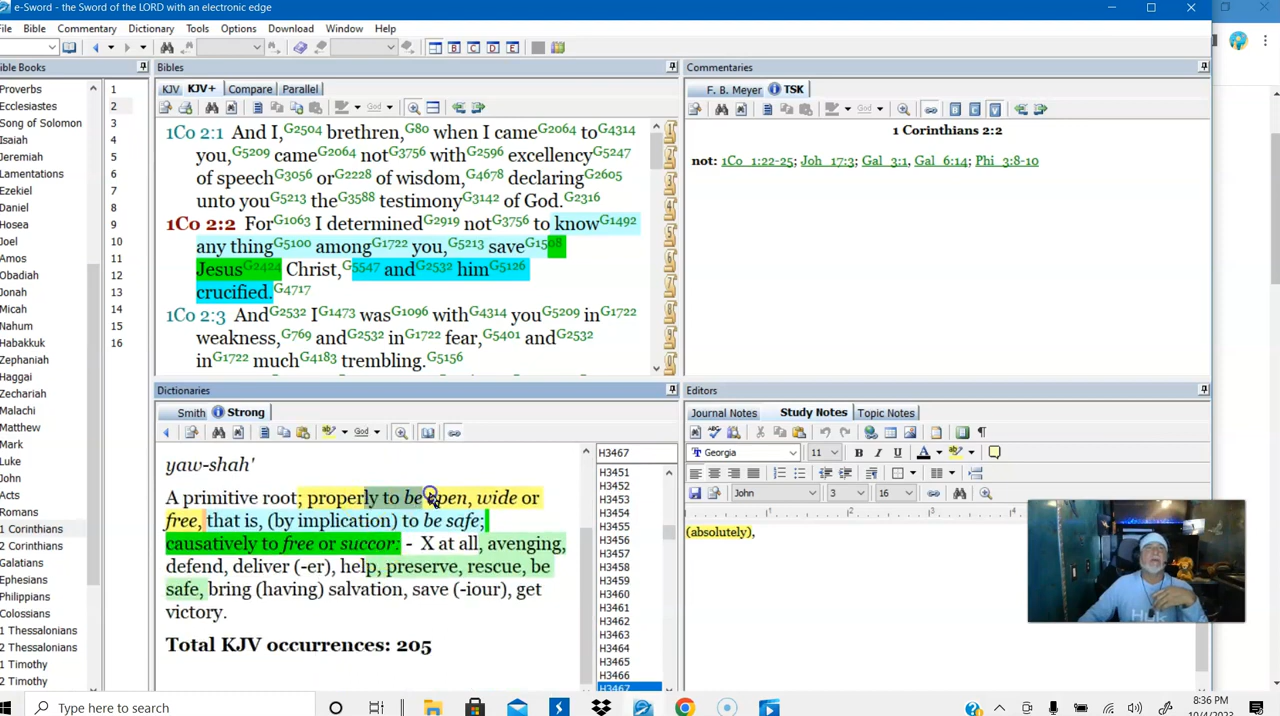 e-Sword - the Sword of the LORD with an electronic edge
File Bible Commentary Dictionary Tools Options Download Window Help
Bible Books
Proverbs
Ecclesiastes
Song of Solomon
Isaiah
Jeremiah
Lamentations
Ezekiel
Daniel
Hosea
Joel
Amos
Obadiah
Jonah
Micah
Nahum
Habakkuk
Zephaniah
Haggai
Zechariah
Malachi
Matthew
Mark
Luke
John
Acts
Romans
1 Corinthians
2 Corinthians
Galatians
Ephesians
Philippians
Colossians
1 Thessalonians
2 Thessalonians
1 Timothy
2 Timothy
1
2
3
4
5
6
7
8
9
10
11
12
13
14
15
16
Bibles
KJV KJV+ Compare Parallel
God
1Co 2:1 And I,G2504 brethren,G80 when I cameG2064 toG4314
you,G5209 cameG2064 notG3756 withG2596 excellencyG5247
of speechG3056 orG2228 of wisdom,G4678 declaringG2605
unto youG5213 theG3588 testimonyG3142 of God.G2316
1Co 2:2 ForG1063 I determinedG2919 notG3756 to knowG1492
any thingG5100 amongG1722 you,G5213 saveG1508
JesusG2424 Christ,G5547 andG2532 himG5126
crucified.G4717
1Co 2:3 AndG2532 IG1473 wasG1096 withG4314 youG5209 inG1722
weakness,G769 andG2532 inG1722 fear,G5401 andG2532
inG1722 muchG4183 trembling.G5156
Commentaries
F. B. Meyer TSK
God
1 Corinthians 2:2
not: 1Co_1:22-25; Joh_17:3; Gal_3:1, Gal_6:14; Phi_3:8-10
Dictionaries
Smith Strong
God
yaw-shah'
A primitive root; properly to be open, wide or
free, that is, (by implication) to be safe;
causatively to free or succor: - X at all, avenging,
defend, deliver (-er), help, preserve, rescue, be
safe, bring (having) salvation, save (-iour), get
victory.
Total KJV occurrences: 205
H3467
H3451
H3452
H3453
H3454
H3455
H3456
H3457
H3458
H3459
H3460
H3461
H3462
H3463
H3464
H3465
H3466
H3467
Editors
Journal Notes Study Notes Topic Notes
Georgia 11 B I U A
John 3 16
1 2 3 4
(absolutely),
Type here to search
8:36 PM
10/4/2023